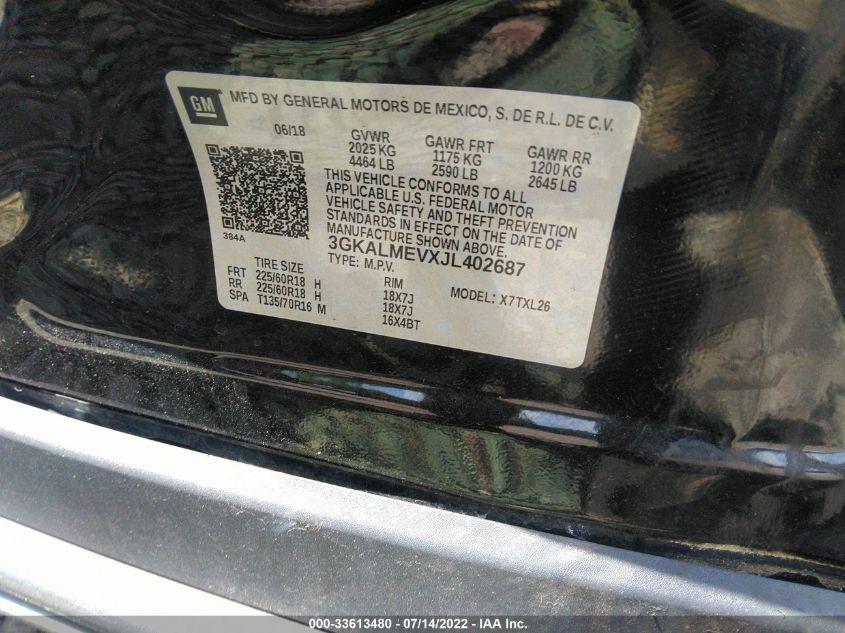 GM
MFD BY GENERAL MOTORS DE MEXICO, S. DE R.L. DE C.V.
06/18 GVWR GAWR FRT GAWR RR
2025 KG 1175 KG 1200 KG
4464 LB 2590 LB 2645 LB
THIS VEHICLE CONFORMS TO ALL
APPLICABLE U.S. FEDERAL MOTOR
VEHICLE SAFETY AND THEFT PREVENTION
STANDARDS IN EFFECT ON THE DATE OF
MANUFACTURE SHOWN ABOVE.
384A
3GKALMEVXJL402687
TYPE: M.P.V.
TIRE SIZE RIM MODEL: X7TXL26
FRT 225/60R18 H 18X7J
RR 225/60R18 H 18X7J
SPA T135/70R16 M 16X4BT
000-33613480 - 07/14/2022 - IAA Inc.